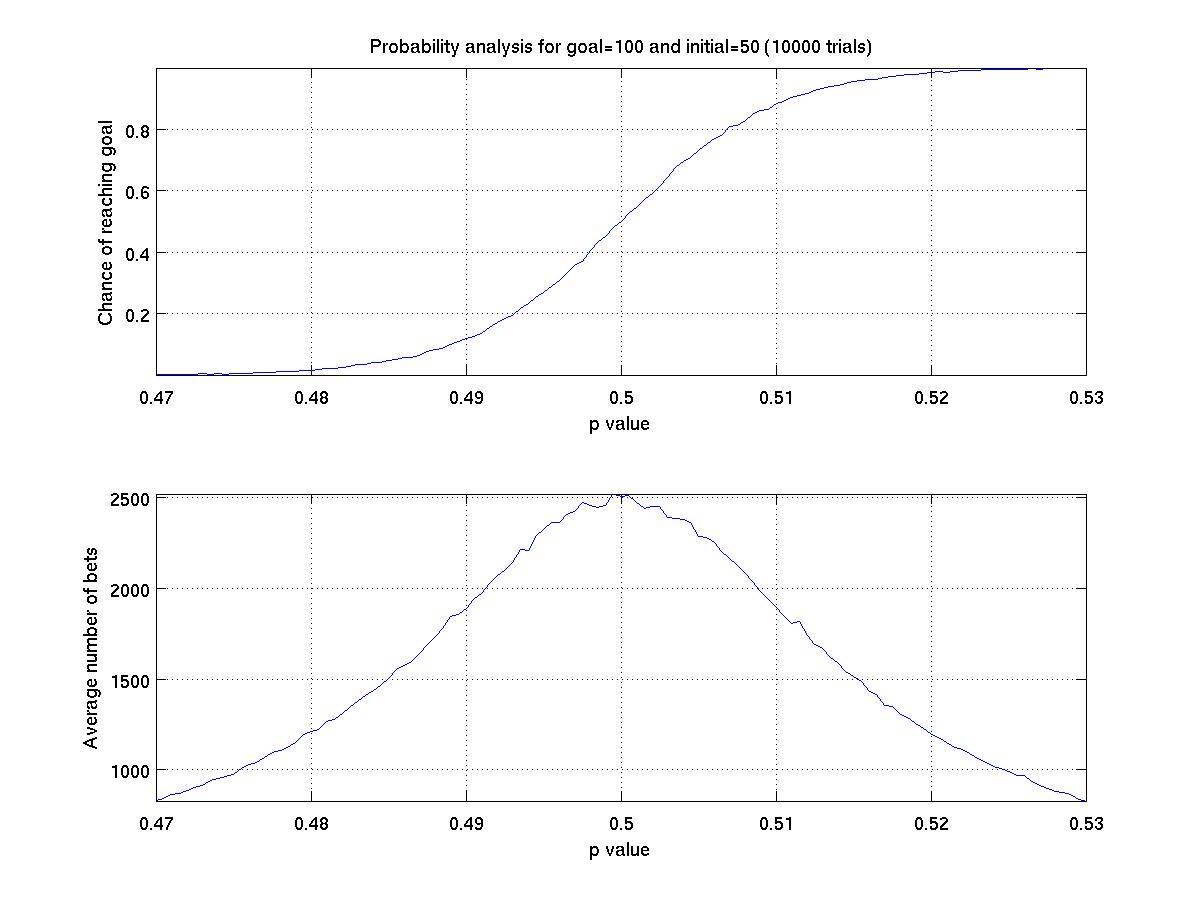 Probability analysis for goal=100 and initial=50 (10000 trials)
Chance of reaching goal
0.8
0.6
0.4
0.2
0.47 0.48 0.49 0.5 0.51 0.52 0.53
p value
Average number of bets
2500
2000
1500
1000
0.47 0.48 0.49 0.5 0.51 0.52 0.53
p value